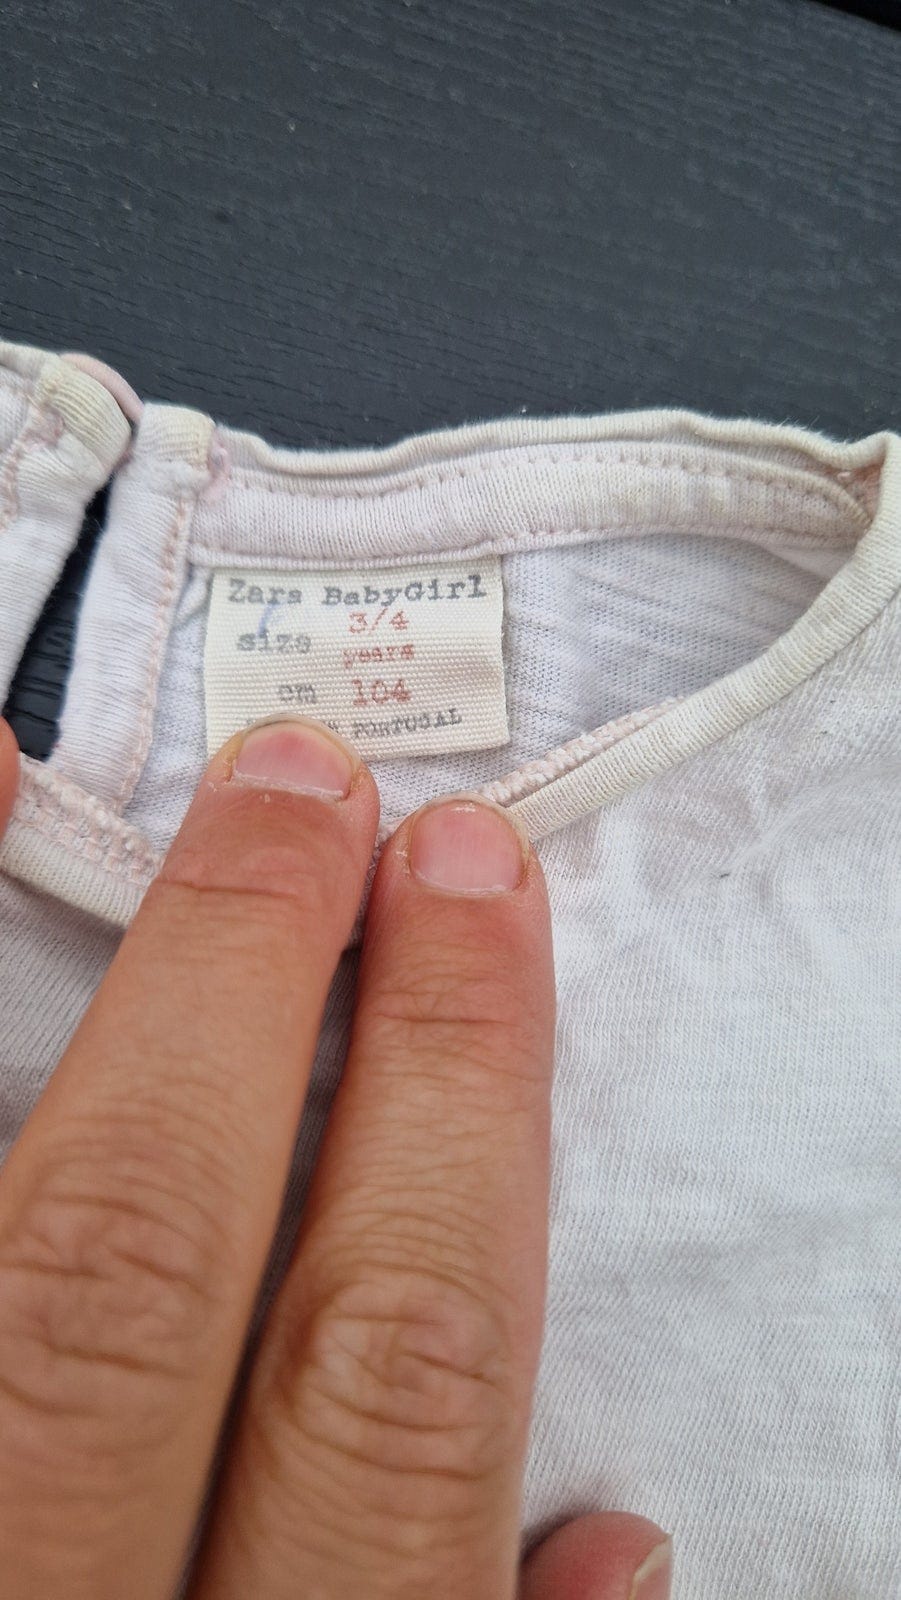 Zara BabyGirl
size 3/4
years
cm 104
PORTUGAL